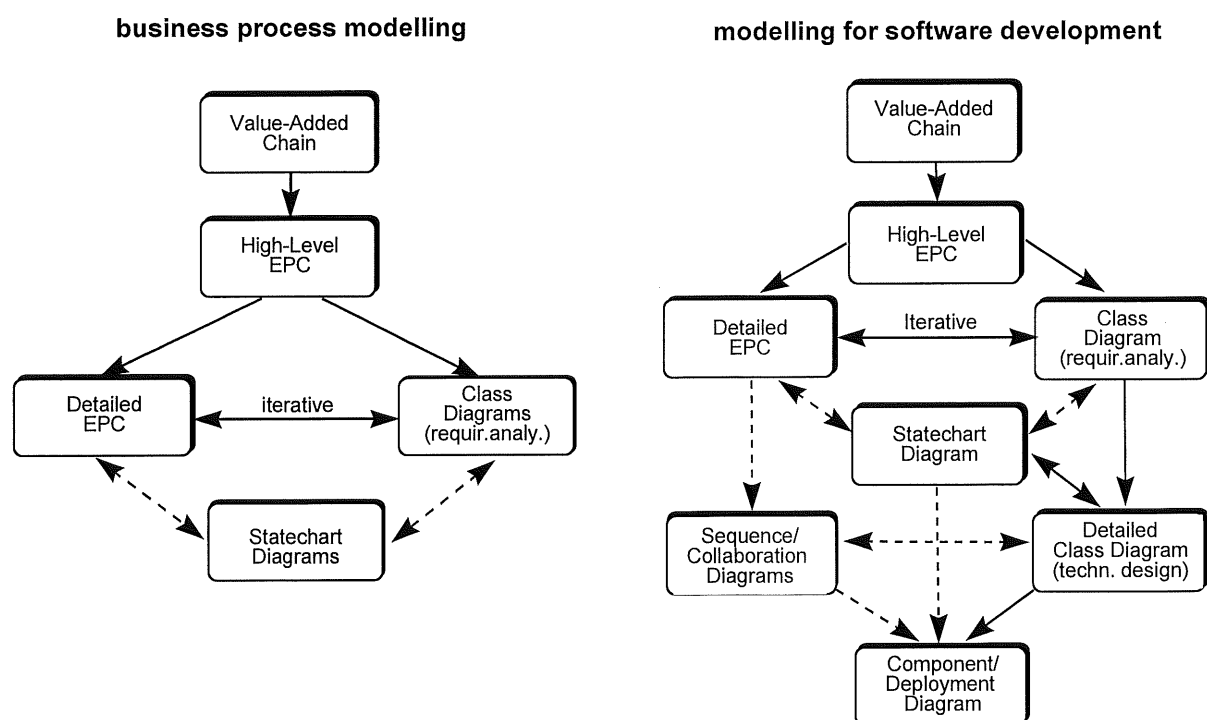 business process modelling
Value-Added
Chain
High-Level
EPC
Detailed
EPC
iterative
Class
Diagrams
(requir.analy.)
Statechart
Diagrams
modelling for software development
Value-Added
Chain
High-Level
EPC
Detailed
EPC
Iterative
Class
Diagram
(requir.analy.)
Statechart
Diagram
Sequence/
Collaboration
Diagrams
Detailed
Class Diagram
(techn. design)
Component/
Deployment
Diagram